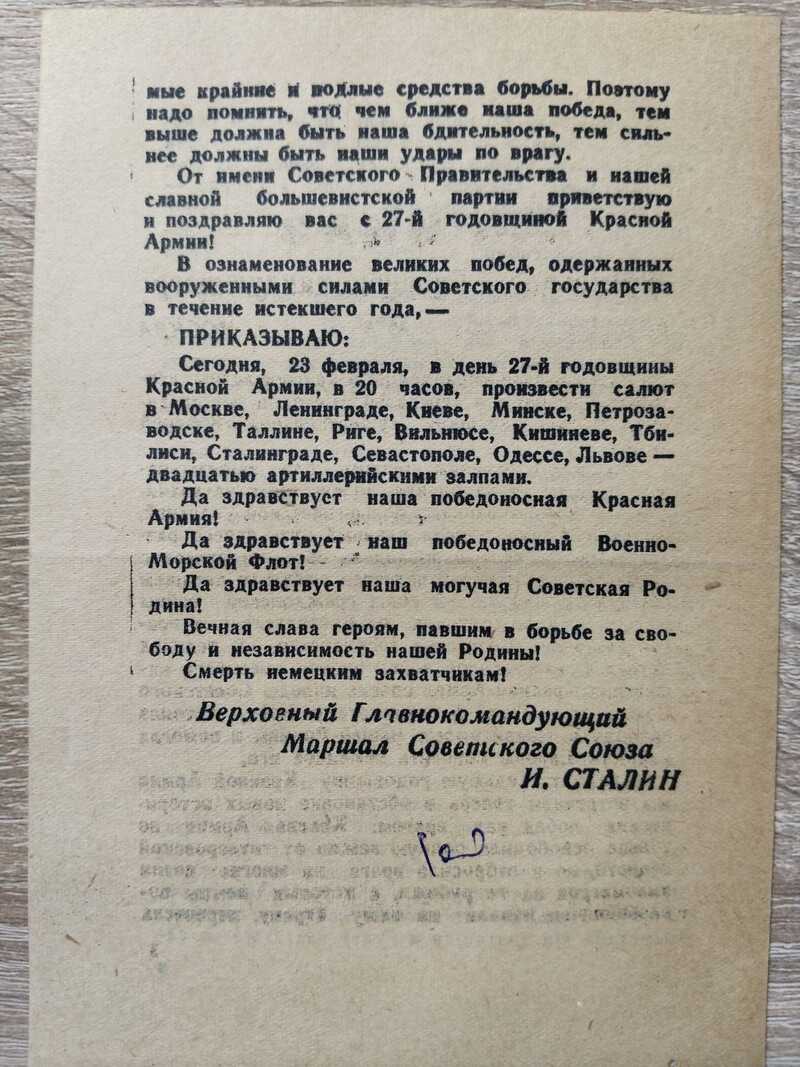 мые крайние и подлые средства борьбы. Поэтому
надо помнить, что чем ближе наша победа, тем
выше должна быть наша бдительность, тем силь-
нее должны быть наши удары по врагу.
От имени Советского Правительства и нашей
славной большевистской партии приветствую
и поздравляю вас с 27-й годовщиной Красной
Армии!
В ознаменование великих побед, одержанных
вооруженными силами Советского государства
в течение истекшего года,—
ПРИКАЗЫВАЮ:
Сегодня, 23 февраля, в день 27-й годовщины
Красной Армии, в 20 часов, произвести салют
в Москве, Ленинграде, Киеве, Минске, Петроза-
водске, Таллине, Риге, Вильнюсе, Кишиневе, Тби-
лиси, Сталинграде, Севастополе, Одессе, Львове —
двадцатью артиллерийскими залпами.
Да здравствует наша победоносная Красная
Армия!
Да здравствует наш победоносный Военно-
Морской Флот!
Да здравствует наша могучая Советская Ро-
дина!
Вечная слава героям, павшим в борьбе за сво-
боду и независимость нашей Родины!
Смерть немецким захватчикам!
Верховный Главнокомандующий
Маршал Советского Союза
И. СТАЛИН